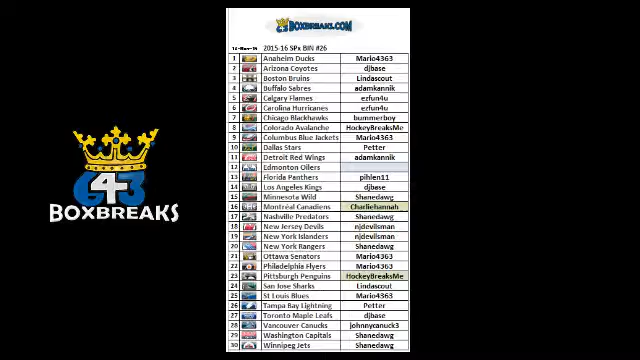 BOXBREAKS.COM
2015-16 SPx BIN #26
1 Anaheim Ducks Mario4363
2 Arizona Coyotes djbase
3 Boston Bruins Lindascout
4 Buffalo Sabres adamkannik
5 Calgary Flames ezfun4u
6 Carolina Hurricanes ezfun4u
7 Chicago Blackhawks bummerboy
8 Colorado Avalanche HockeyBreaksMe
9 Columbus Blue Jackets Mario4363
10 Dallas Stars Petter
11 Detroit Red Wings adamkannik
12 Edmonton Oilers
13 Florida Panthers pihlen11
14 Los Angeles Kings djbase
15 Minnesota Wild Shanedawg
16 Montréal Canadiens Charliehannah_
17 Nashville Predators Shanedawg
18 New Jersey Devils njdevilsman
19 New York Islanders njdevilsman
20 New York Rangers Shanedawg
21 Ottawa Senators Mario4363
22 Philadelphia Flyers Mario4363
23 Pittsburgh Penguins HockeyBreaksMe
24 San Jose Sharks Lindascout
25 St Louis Blues Mario4363
26 Tampa Bay Lightning Petter
27 Toronto Maple Leafs djbase
28 Vancouver Canucks johnnycanuck3
29 Washington Capitals Shanedawg
30 Winnipeg Jets Shanedawg
643
BOXBREAKS